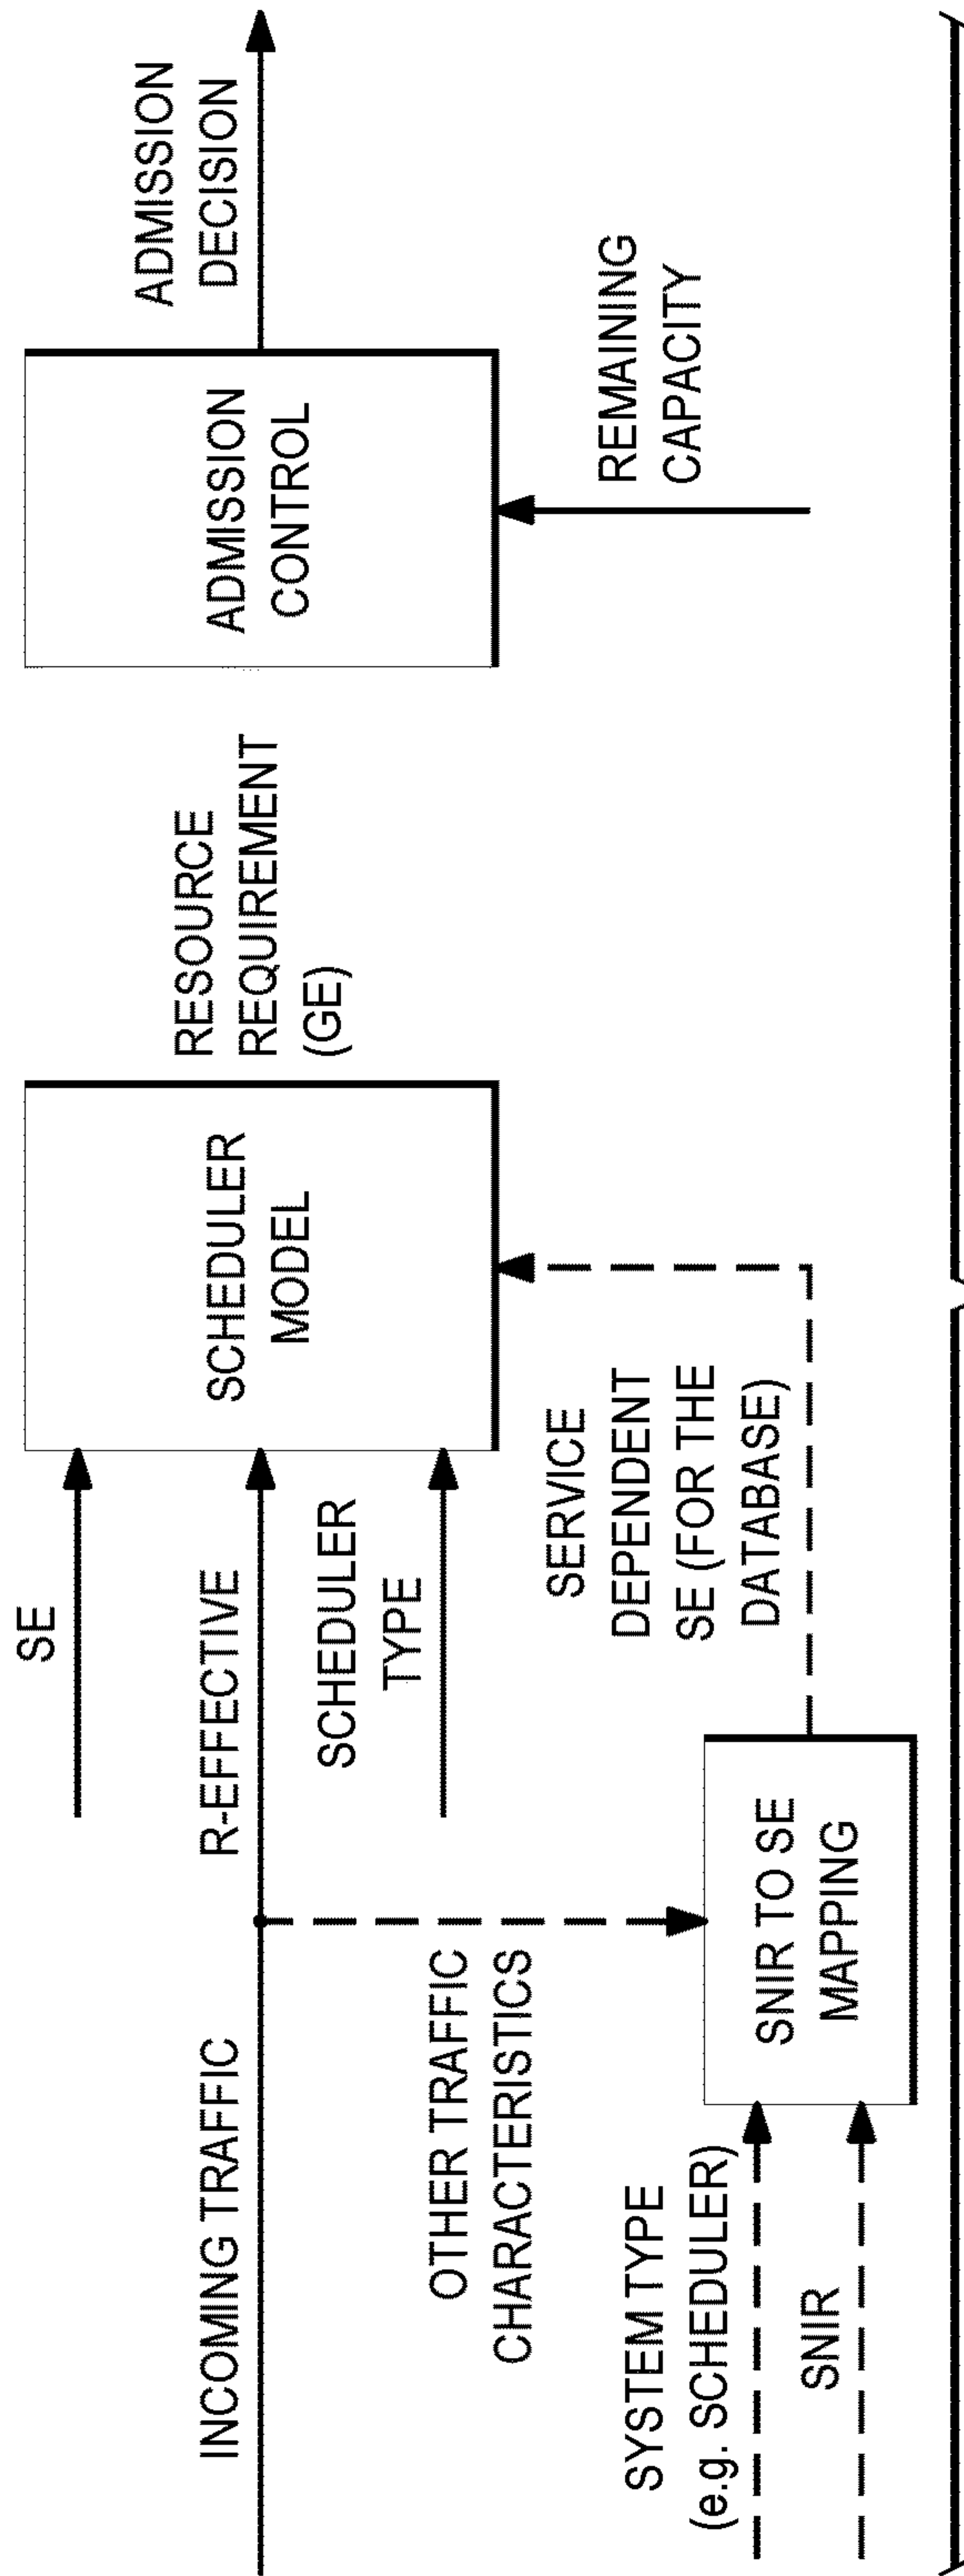 SE
INCOMING TRAFFIC
R-EFFECTIVE
SCHEDULER
TYPE
SCHEDULER
MODEL
RESOURCE
REQUIREMENT
(GE)
ADMISSION
CONTROL
ADMISSION
DECISION
OTHER TRAFFIC
CHARACTERISTICS
SYSTEM TYPE
(e.g. SCHEDULER)
SNIR
SNIR TO SE
MAPPING
SERVICE
DEPENDENT
SE (FOR THE
DATABASE)
REMAINING
CAPACITY